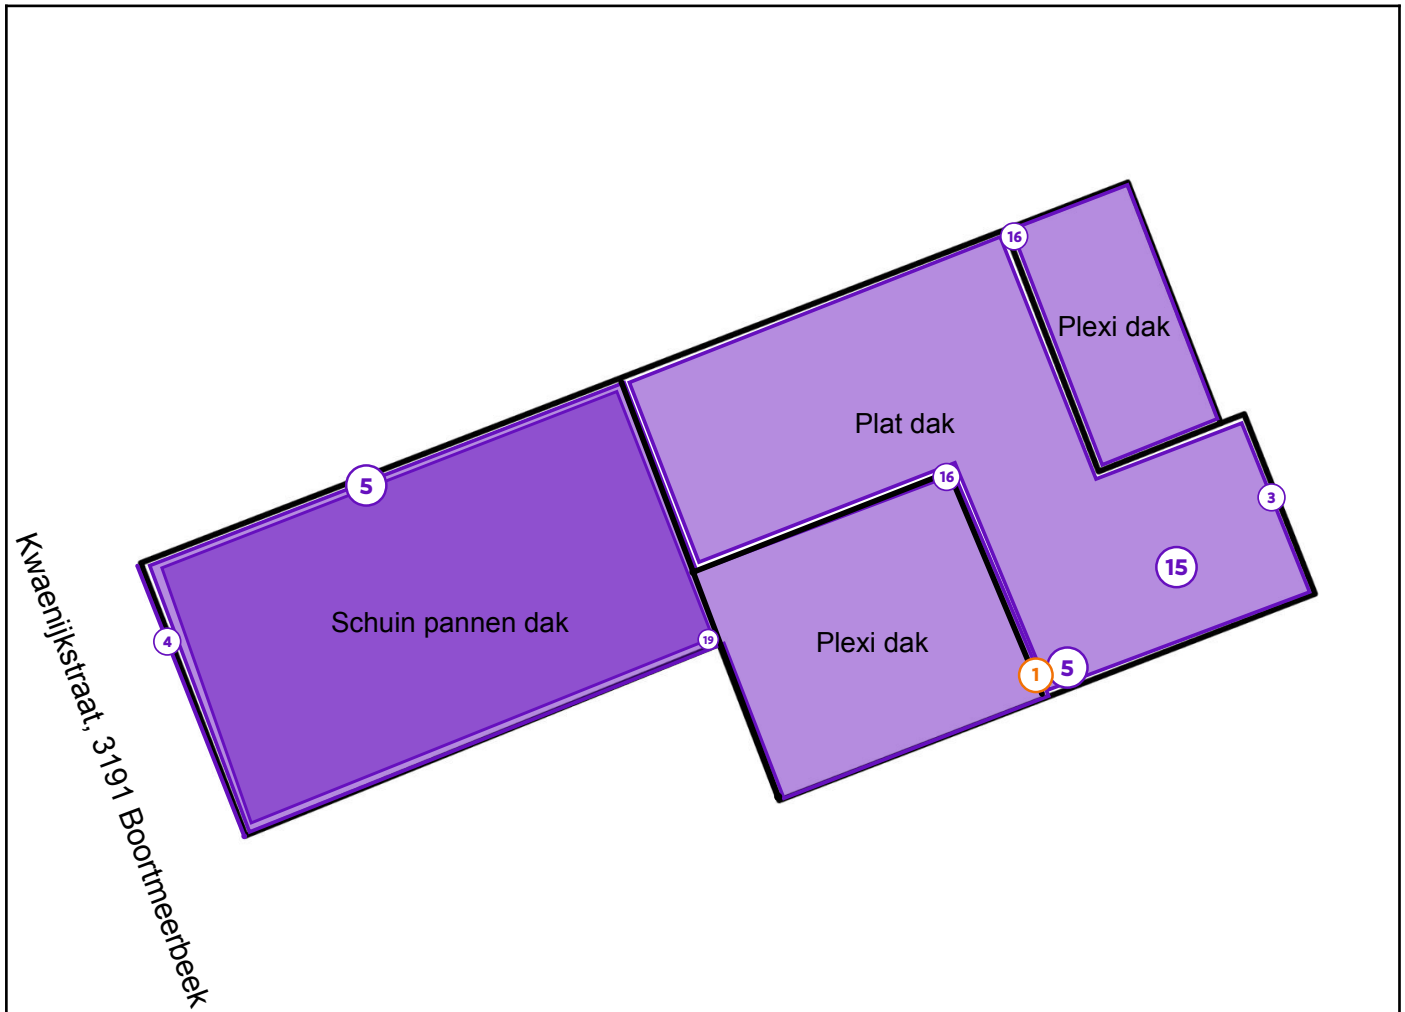 16
Plexi dak
Plat dak
16
5
3
15
Schuin pannen dak
4
19
Plexi dak
1
5
Kwaenijkstraat, 3191 Boortmeerbeek